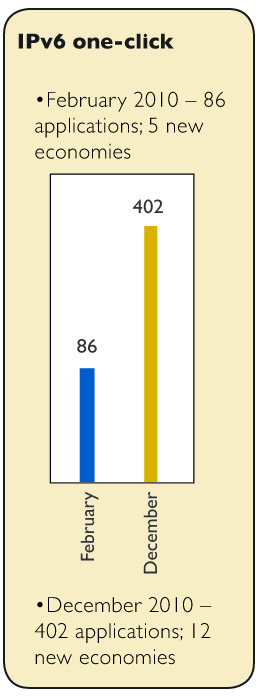 IPv6 one-click
•February 2010 – 86
applications; 5 new
economies
402
86
February
December
•December 2010 –
402 applications; 12
new economies